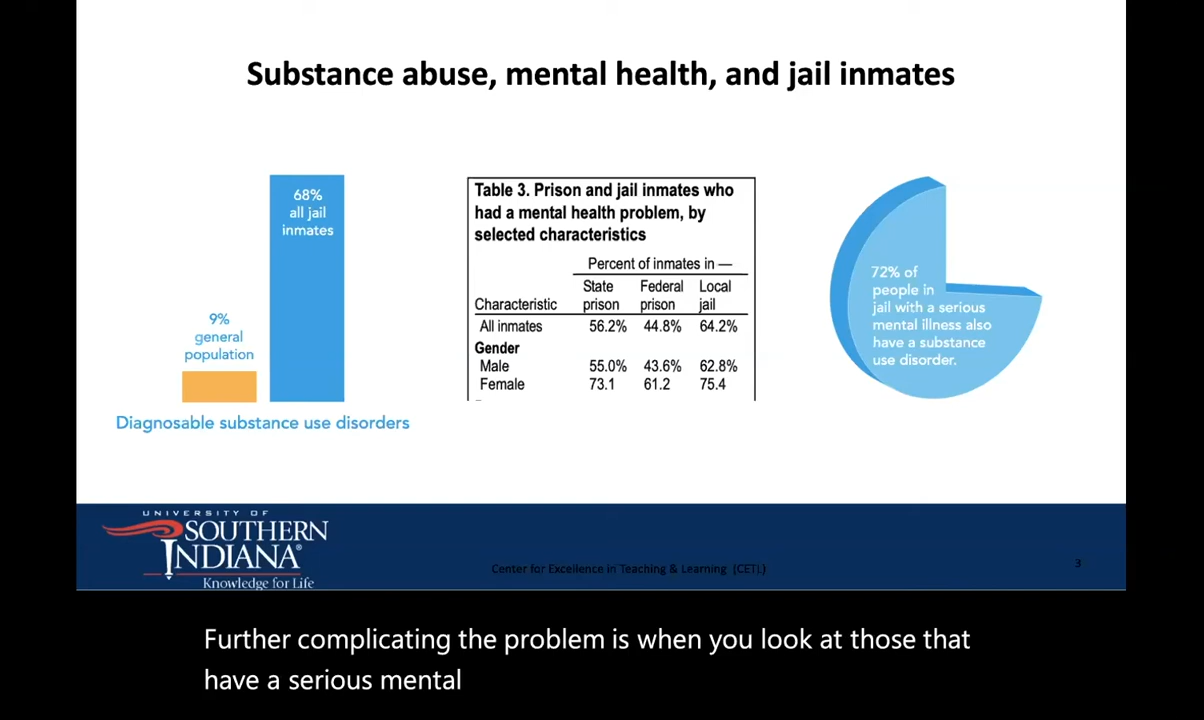 Substance abuse, mental health, and jail inmates
68%
all jail
inmates
9%
general
population
Diagnosable substance use disorders
Table 3. Prison and jail inmates who
had a mental health problem, by
selected characteristics
Percent of inmates in —
Characteristic State prison Federal prison Local jail
All inmates 56.2% 44.8% 64.2%
Gender
Male 55.0% 43.6% 62.8%
Female 73.1 61.2 75.4
72% of
people in
jail with a serious
mental illness also
have a substance
use disorder.
UNIVERSITY OF
SOUTHERN
INDIANA®
Knowledge for Life
Center for Excellence in Teaching & Learning (CETL)
3
Further complicating the problem is when you look at those that
have a serious mental